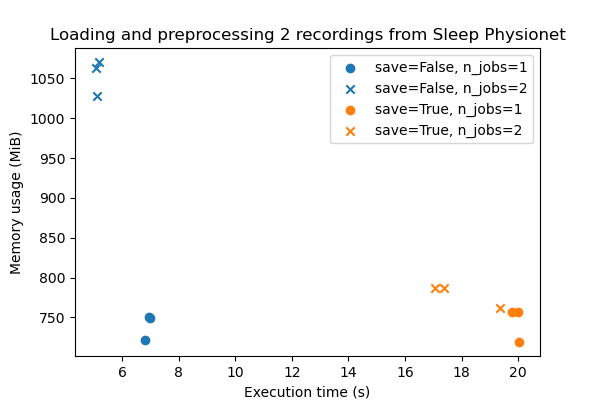 Loading and preprocessing 2 recordings from Sleep Physionet
save=False, n_jobs=1
save=False, n_jobs=2
save=True, n_jobs=1
save=True, n_jobs=2
Memory usage (MiB)
1050
1000
950
900
850
800
750
6 8 10 12 14 16 18 20
Execution time (s)